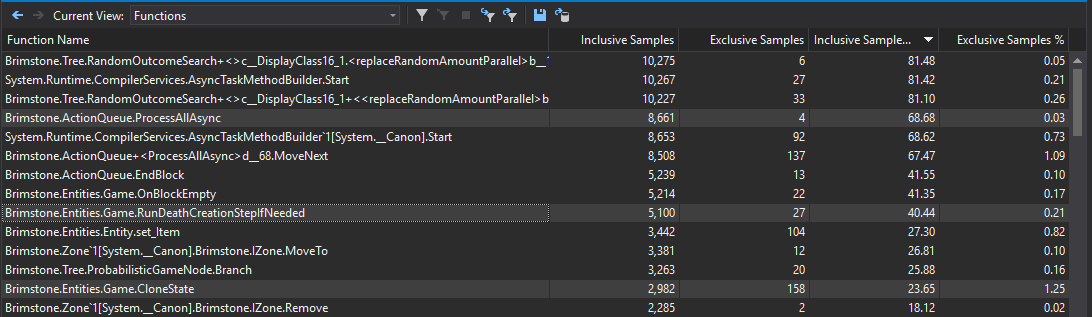 Current View: Functions
Function Name Inclusive Samples Exclusive Samples Inclusive Sample... Exclusive Samples %
Brimstone.Tree.RandomOutcomeSearch+<>c__DisplayClass16_1.<replaceRandomAmountParallel>b__1 10,275 6 81.48 0.05
System.Runtime.CompilerServices.AsyncTaskMethodBuilder.Start 10,267 27 81.42 0.21
Brimstone.Tree.RandomOutcomeSearch+<>c__DisplayClass16_1+<<replaceRandomAmountParallel>b 10,227 33 81.10 0.26
Brimstone.ActionQueue.ProcessAllAsync 8,661 4 68.68 0.03
System.Runtime.CompilerServices.AsyncTaskMethodBuilder`1[System.__Canon].Start 8,653 92 68.62 0.73
Brimstone.ActionQueue+<ProcessAllAsync>d__68.MoveNext 8,508 137 67.47 1.09
Brimstone.ActionQueue.EndBlock 5,239 13 41.55 0.10
Brimstone.Entities.Game.OnBlockEmpty 5,214 22 41.35 0.17
Brimstone.Entities.Game.RunDeathCreationStepIfNeeded 5,100 27 40.44 0.21
Brimstone.Entities.Entity.set_Item 3,442 104 27.30 0.82
Brimstone.Zone`1[System.__Canon].Brimstone.IZone.MoveTo 3,381 12 26.81 0.10
Brimstone.Tree.ProbabilisticGameNode.Branch 3,263 20 25.88 0.16
Brimstone.Entities.Game.CloneState 2,982 158 23.65 1.25
Brimstone.Zone`1[System.__Canon].Brimstone.IZone.Remove 2,285 2 18.12 0.02